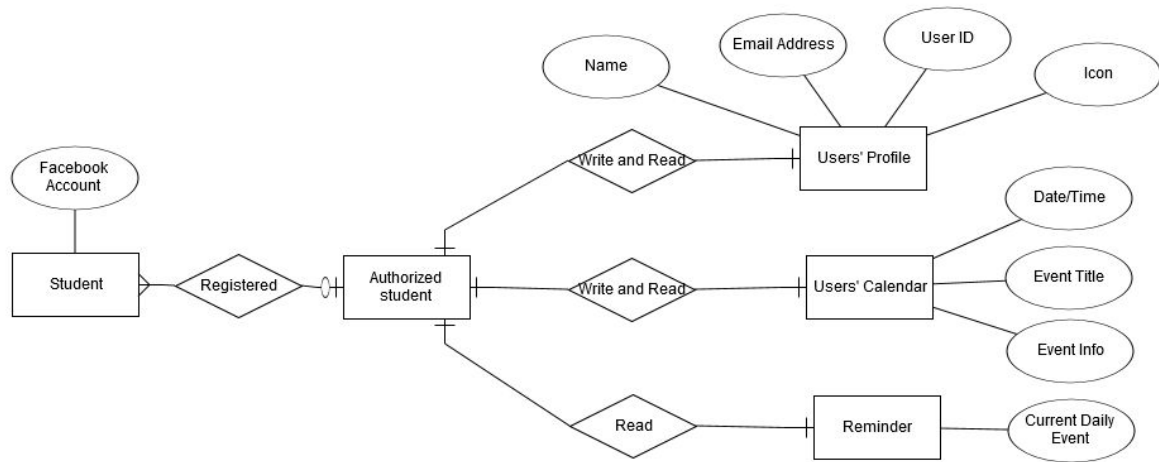 Name
Email Address
User ID
Icon
Write and Read
Users' Profile
Facebook
Account
Student
Registered
Authorized
student
Write and Read
Users' Calendar
Date/Time
Event Title
Event Info
Read
Reminder
Current Daily
Event